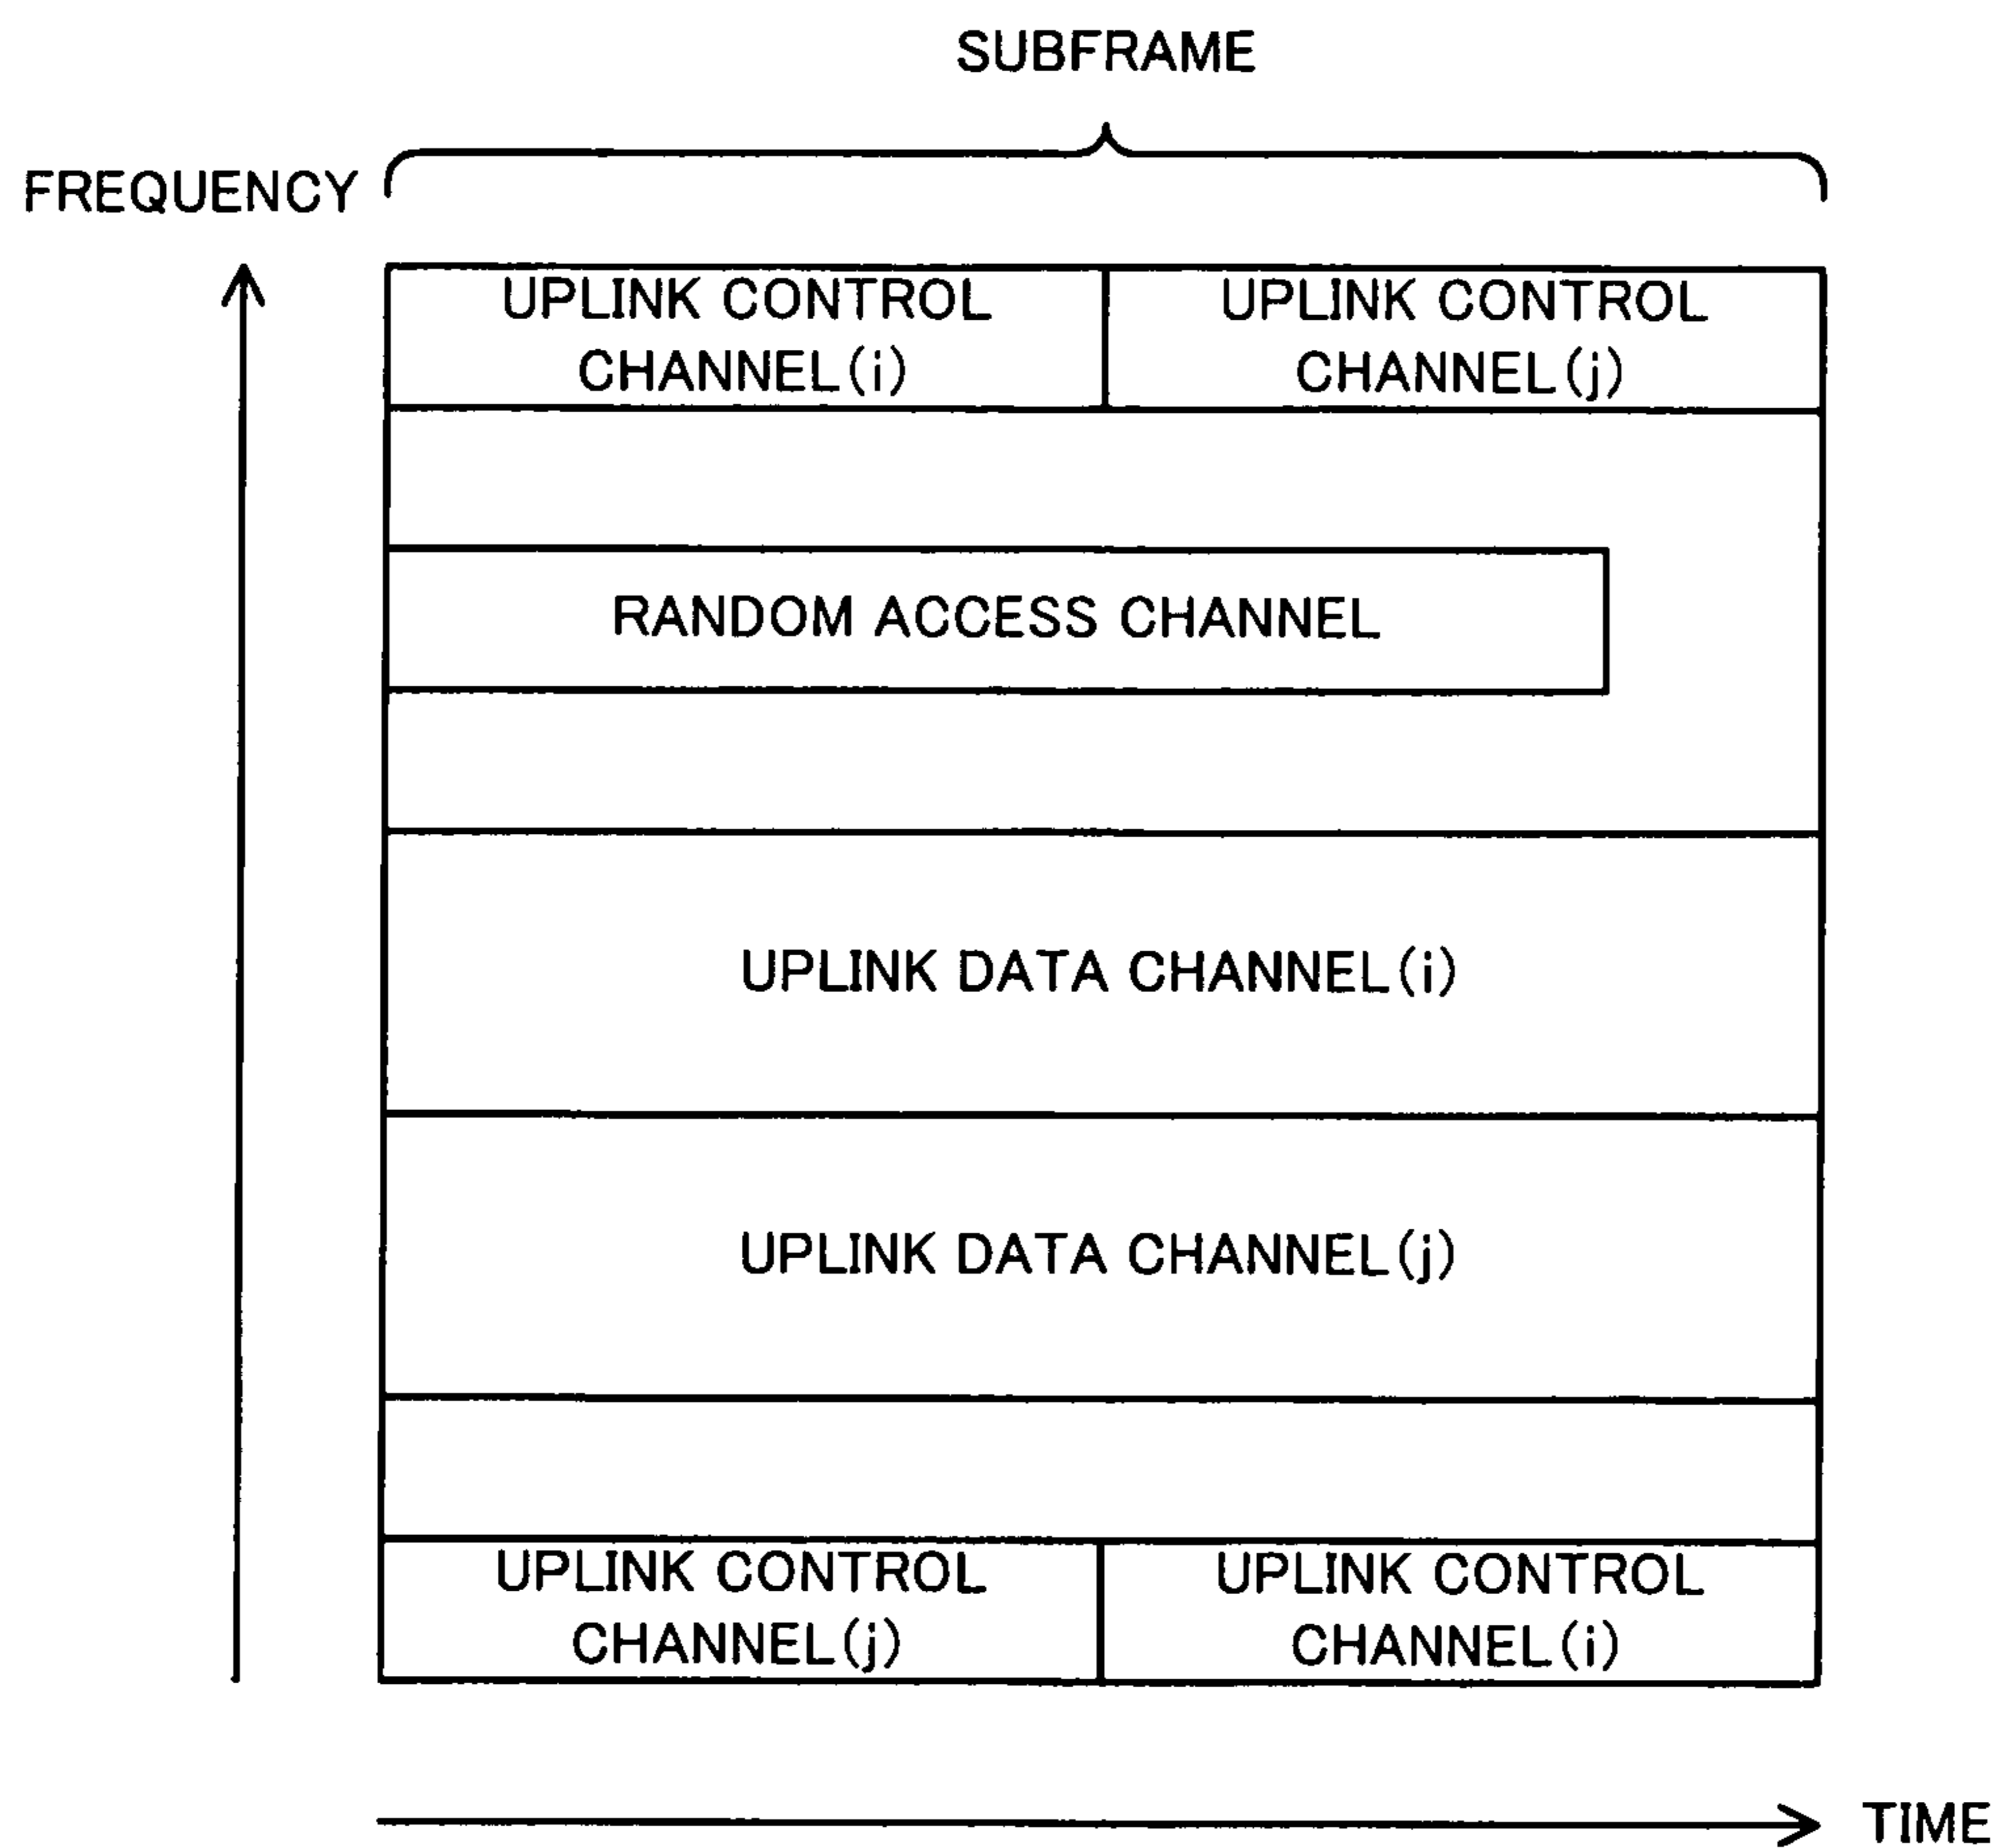 SUBFRAME
FREQUENCY
UPLINK CONTROL
CHANNEL(i)
UPLINK CONTROL
CHANNEL(j)
RANDOM ACCESS CHANNEL
UPLINK DATA CHANNEL(i)
UPLINK DATA CHANNEL(j)
UPLINK CONTROL
CHANNEL(j)
UPLINK CONTROL
CHANNEL(i)
TIME